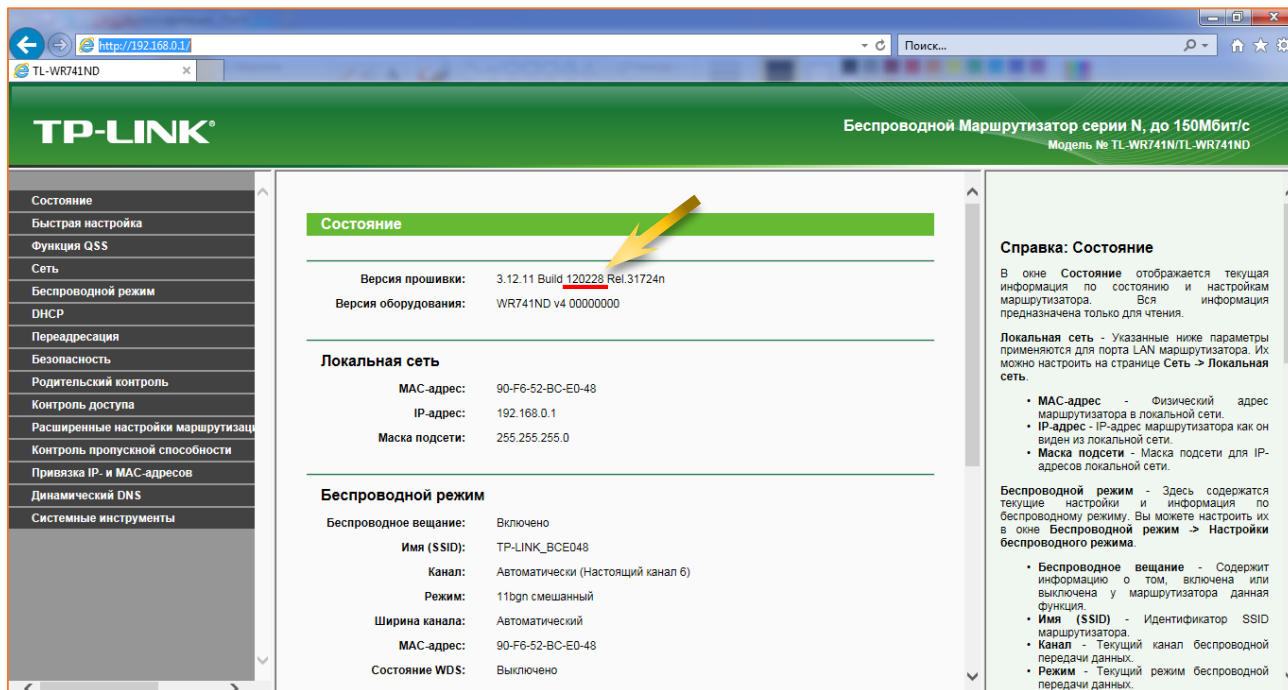 http://192.168.0.1/
Поиск...
TL-WR741ND
TP-LINK®
Беспроводной Маршрутизатор серии N, до 150Мбит/с
Модель № TL-WR741N/TL-WR741ND
Состояние
Быстрая настройка
Функция QSS
Сеть
Беспроводной режим
DHCP
Переадресация
Безопасность
Родительский контроль
Контроль доступа
Расширенные настройки маршрутизаци
Контроль пропускной способности
Привязка IP- и MAC-адресов
Динамический DNS
Системные инструменты
Состояние
Версия прошивки: 3.12.11 Build 120228 Rel.31724n
Версия оборудования: WR741ND v4 00000000
Локальная сеть
MAC-адрес: 90-F6-52-BC-E0-48
IP-адрес: 192.168.0.1
Маска подсети: 255.255.255.0
Беспроводной режим
Беспроводное вещание: Включено
Имя (SSID): TP-LINK_BCE048
Канал: Автоматически (Настоящий канал 6)
Режим: 11bgn смешанный
Ширина канала: Автоматический
MAC-адрес: 90-F6-52-BC-E0-48
Состояние WDS: Выключено
Справка: Состояние
В окне Состояние отображается текущая
информация по состоянию и настройкам
маршрутизатора. Вся информация
предназначена только для чтения.
Локальная сеть - Указанные ниже параметры
применяются для порта LAN маршрутизатора. Их
можно настроить на странице Сеть -> Локальная
сеть.
• MAC-адрес - Физический адрес
маршрутизатора в локальной сети.
• IP-адрес - IP-адрес маршрутизатора как он
виден из локальной сети.
• Маска подсети - Маска подсети для IP-
адресов локальной сети.
Беспроводной режим - Здесь содержатся
текущие настройки и информация по
беспроводному режиму. Вы можете настроить их
в окне Беспроводной режим -> Настройки
беспроводного режима.
• Беспроводное вещание - Содержит
информацию о том, включена или
выключена у маршрутизатора данная
функция.
• Имя (SSID) - Идентификатор SSID
маршрутизатора.
• Канал - Текущий канал беспроводной
передачи данных.
• Режим - Текущий режим беспроводной
передачи данных.